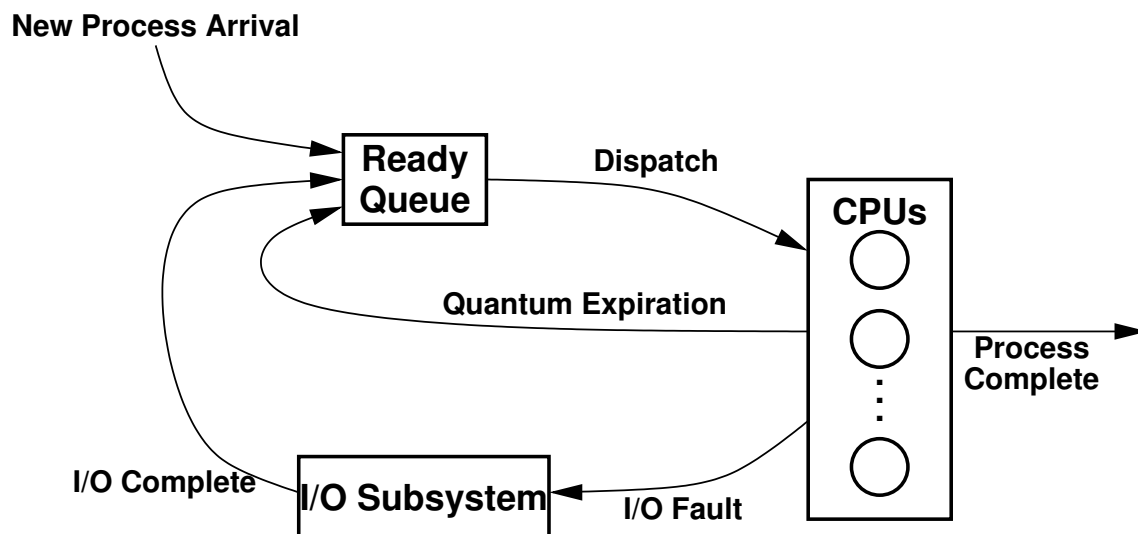 New Process Arrival
Ready
Queue
Dispatch
CPUs
Quantum Expiration
Process
Complete
I/O Complete
I/O Subsystem
I/O Fault